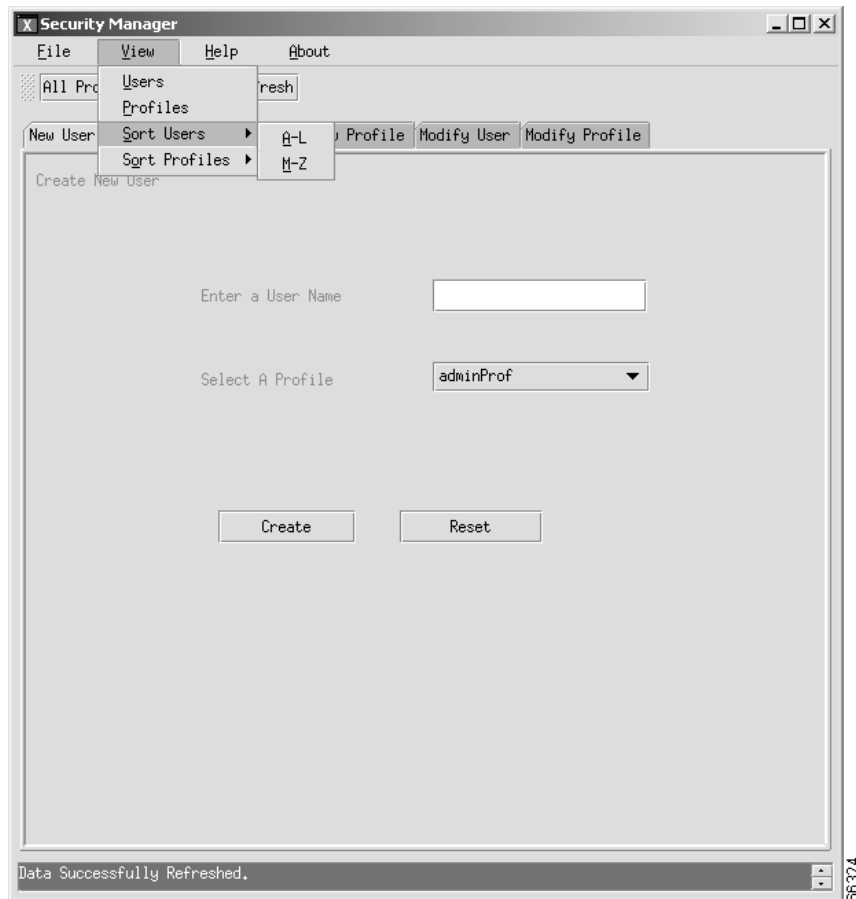 X Security Manager
File View Help About
All Pro resh
Users
Profiles
Sort Users
Sort Profiles
A-L
M-Z
New User Profile Modify User Modify Profile
Create New User
Enter a User Name
Select A Profile adminProf
Create Reset
Data Successfully Refreshed.
66324